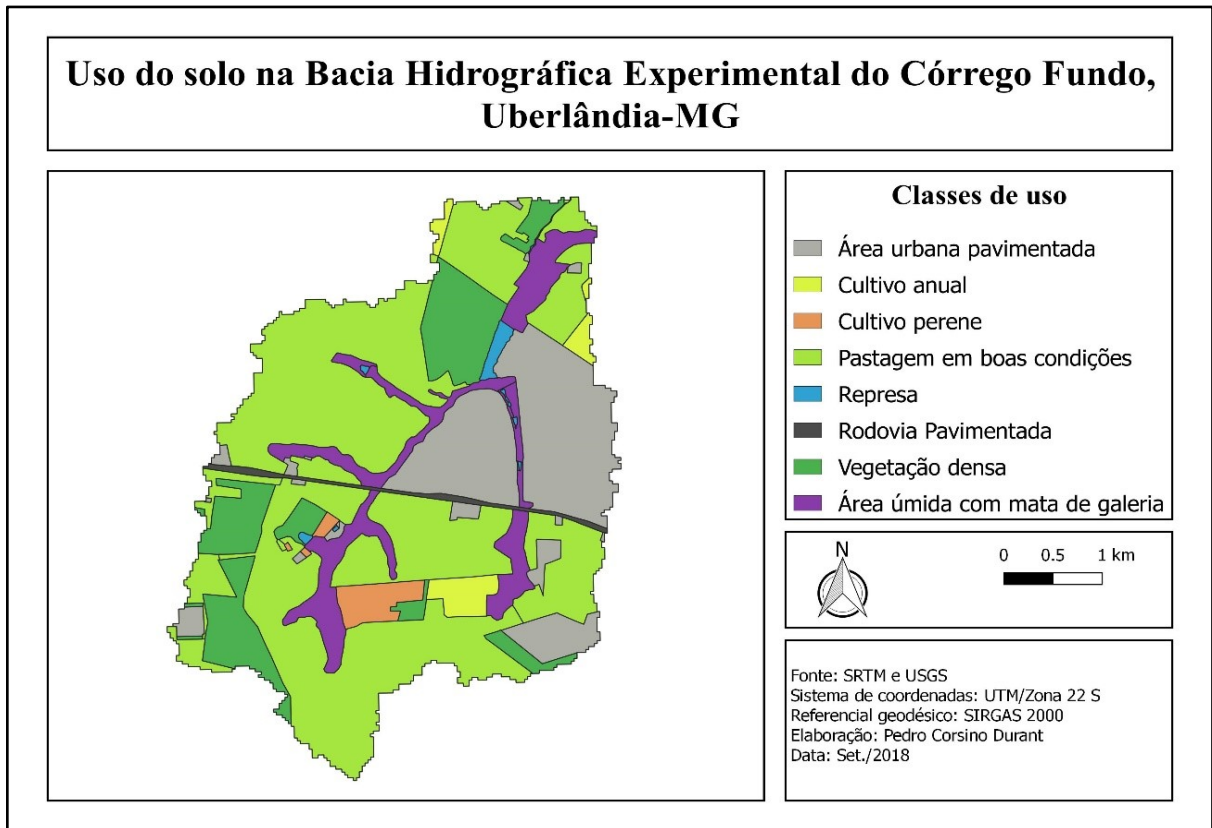 Uso do solo na Bacia Hidrográfica Experimental do Córrego Fundo,
Uberlândia-MG
Classes de uso
Área urbana pavimentada
Cultivo anual
Cultivo perene
Pastagem em boas condições
Represa
Rodovia Pavimentada
Vegetação densa
Área úmida com mata de galeria
N
0 0.5 1 km
Fonte: SRTM e USGS
Sistema de coordenadas: UTM/Zona 22 S
Referencial geodésico: SIRGAS 2000
Elaboração: Pedro Corsino Durant
Data: Set./2018